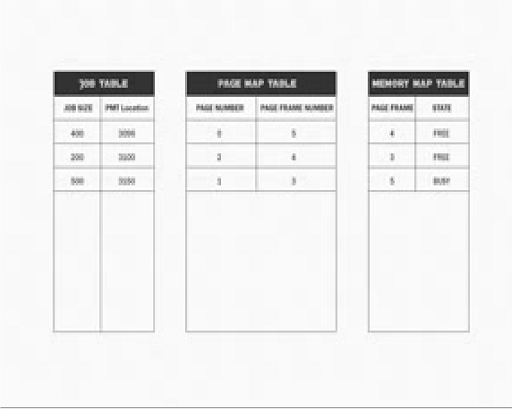 JOB TABLE
JOB SIZE PMT Location
400 3096
200 3100
500 3150
PAGE MAP TABLE
PAGE NUMBER PAGE FRAME NUMBER
0 5
2 4
1 3
MEMORY MAP TABLE
PAGE FRAME STATE
4 FREE
3 FREE
5 BUSY